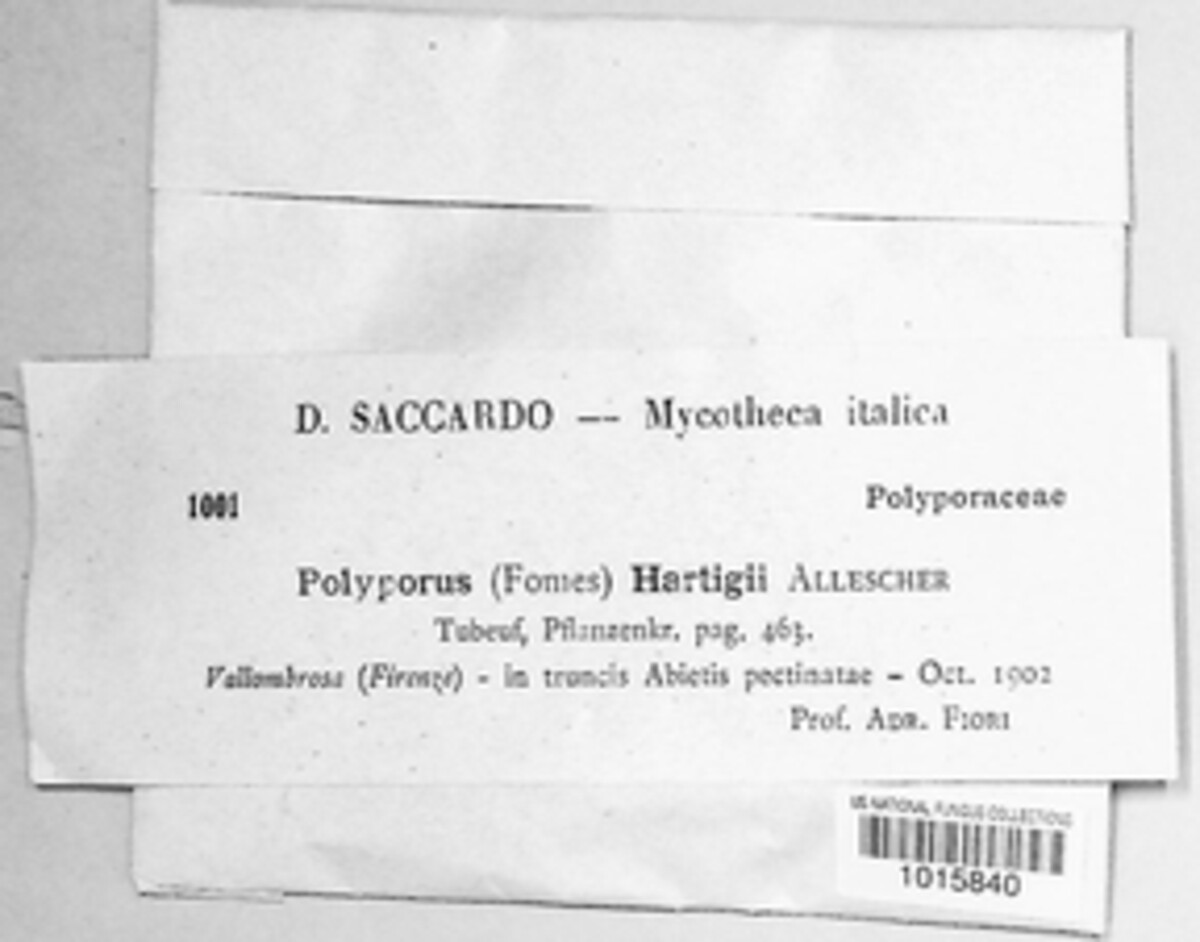 D. SACCARDO — Mycotheca italica
1001
Polyporaceae
Polyporus (Fomes) Hartigii ALLESCHER
Tubeuf, Pflanzenkr. pag. 463.
Vallombrosa (Firenze) - in truncis Abietis pectinatae - Oct. 1902
Prof. ADR. FIORI
US NATIONAL FUNGUS COLLECTIONS
1015840